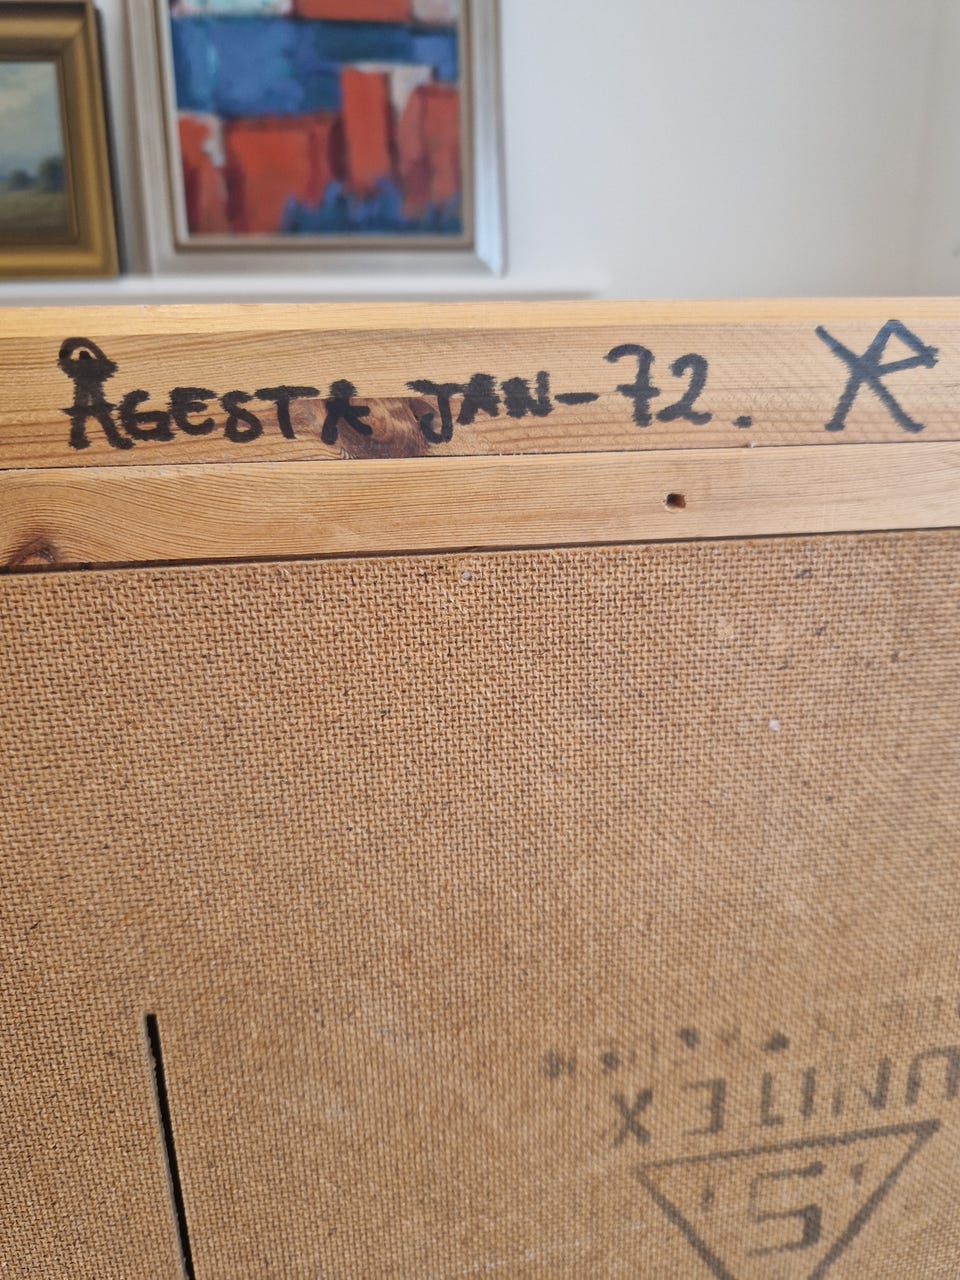 ÅGESTA JAN-72.
UNITEX
S